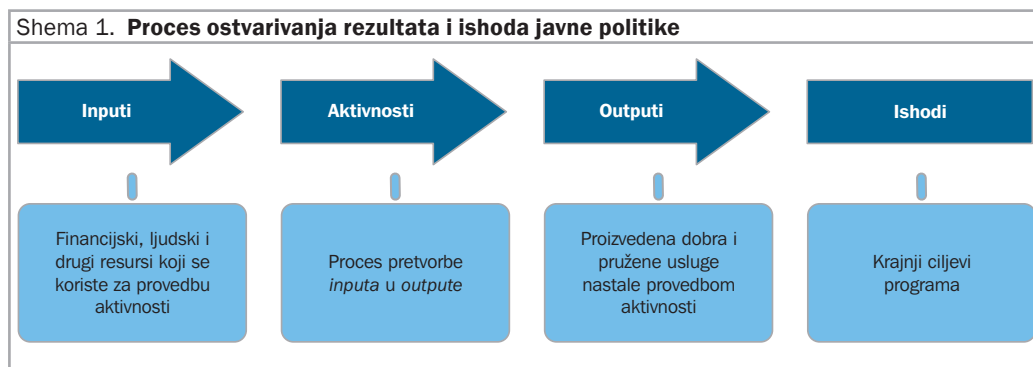 Shema 1. Proces ostvarivanja rezultata i ishoda javne politike
Inputi
Aktivnosti
Outputi
Ishodi
Financijski, ljudski i
drugi resursi koji se
koriste za provedbu
aktivnosti
Proces pretvorbe
inputa u outpute
Proizvedena dobra i
pružene usluge
nastale provedbom
aktivnosti
Krajnji ciljevi
programa